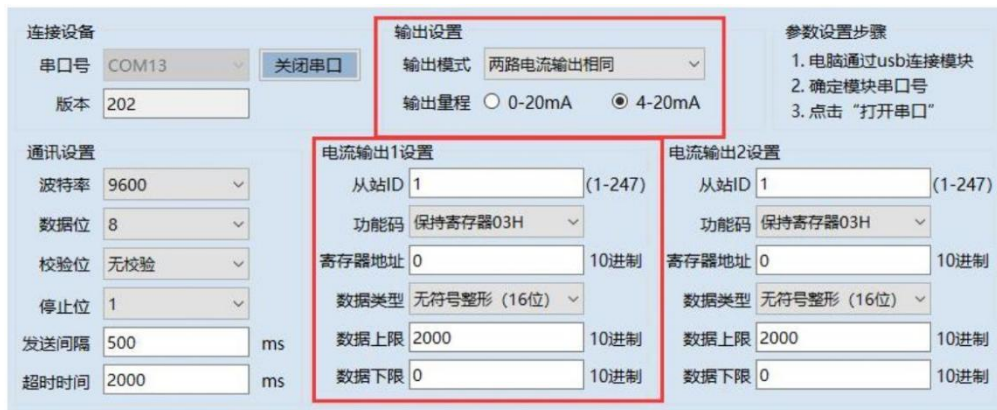 连接设备
串口号 COM13 关闭串口
版本 202
输出设置
输出模式 两路电流输出相同
输出量程 0-20mA 4-20mA
参数设置步骤
1. 电脑通过usb连接模块
2. 确定模块串口号
3. 点击“打开串口”
通讯设置
波特率 9600
数据位 8
校验位 无校验
停止位 1
发送间隔 500 ms
超时时间 2000 ms
电流输出1设置
从站ID 1 (1-247)
功能码 保持寄存器03H
寄存器地址 0 10进制
数据类型 无符号整形（16位）
数据上限 2000 10进制
数据下限 0 10进制
电流输出2设置
从站ID 1 (1-247)
功能码 保持寄存器03H
寄存器地址 0 10进制
数据类型 无符号整形（16位）
数据上限 2000 10进制
数据下限 0 10进制